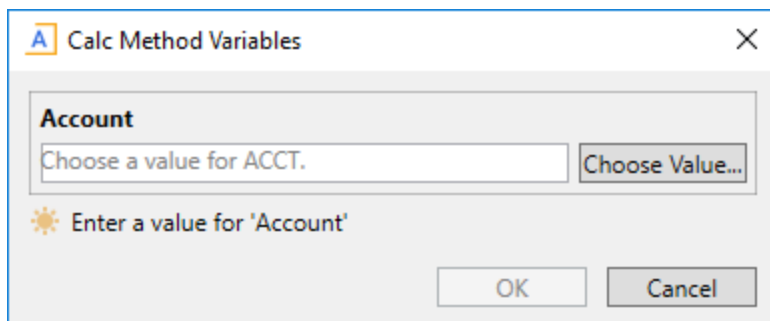 A Calc Method Variables
Account
Choose a value for ACCT. Choose Value...
Enter a value for 'Account'
OK Cancel